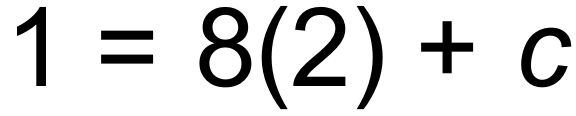 1 = 8(2) + c